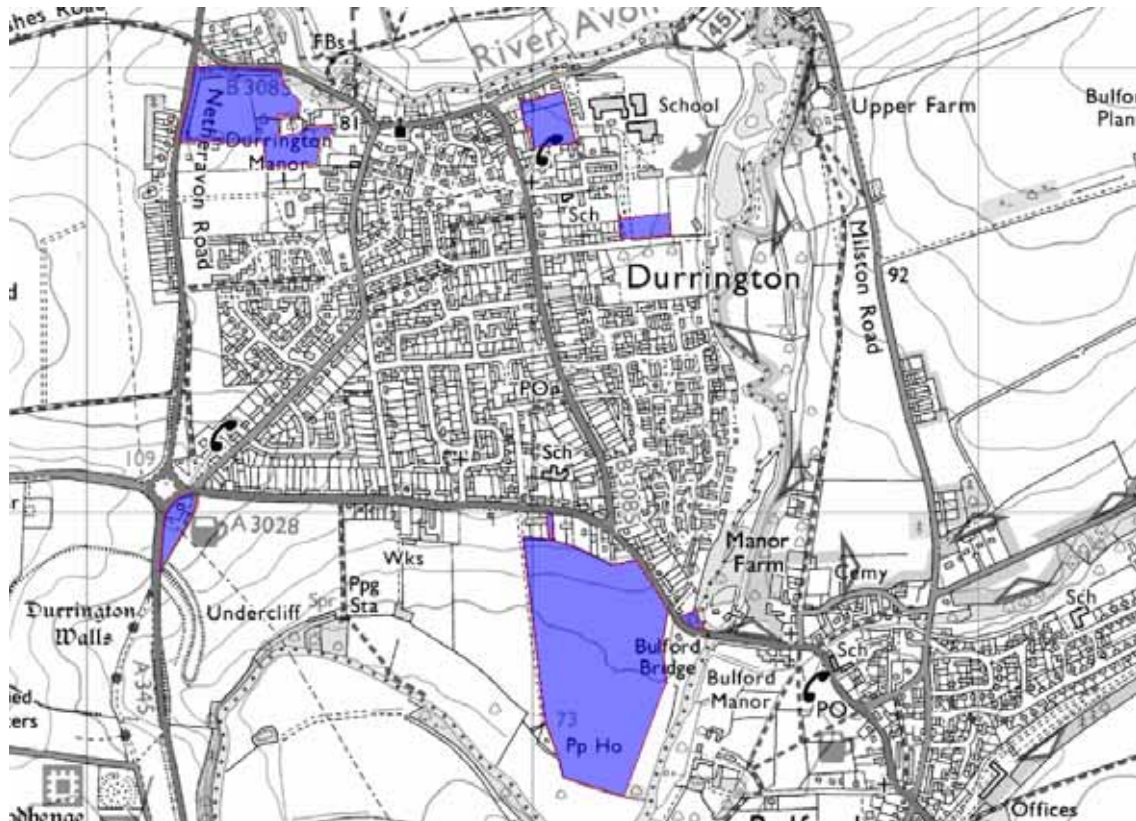 River Avon
FBs
45
B 3085
School
Upper Farm
81
Netheravon Road
Durrington
Manor
Sch
Durrington
Milston Road
92
POs
109
Sch
A 3028
Wks
Manor
Farm
Cemy
Ppg
Sta
Undercliff
Spr
Durrington
Walls
Sch
Bulford
Bridge
Sch
Bulford
Manor
A 345
PO
73
Pp Ho
Offices